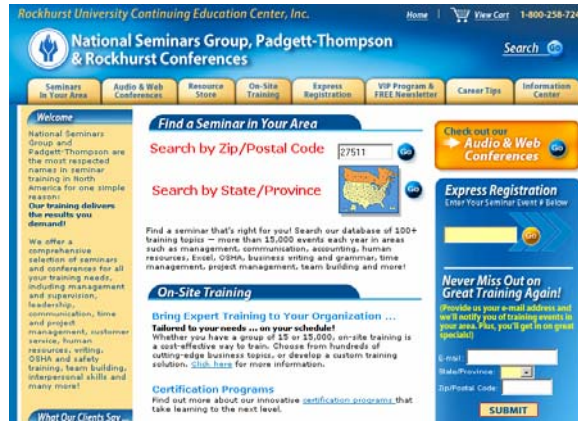 Rockhurst University Continuing Education Center, Inc.
Home | View Cart 1-800-258-724
National Seminars Group, Padgett-Thompson
& Rockhurst Conferences
Search Go
Seminars
In Your Area
Audio & Web
Conferences
Resource
Store
On-Site
Training
Express
Registration
VIP Program &
FREE Newsletter
Career Tips
Information
Center
Welcome
National Seminars
Group and
Padgett-Thompson are
the most respected
names in seminar
training in North
America for one simple
reason:
Our training delivers
the results you
demand!
We offer a
comprehensive
selection of seminars
and conferences for all
your training needs,
including management
and supervision,
leadership,
communication, time
and project
management, customer
service, human
resources, writing,
OSHA and safety
training, team building,
interpersonal skills and
many more!
What Our Clients Say ...
Find a Seminar in Your Area
Search by Zip/Postal Code 27511 Go
Search by State/Province Go
Find a seminar that's right for you! Search our database of 100+
training topics — more than 15,000 events each year in areas
such as management, communication, accounting, human
resources, Excel, OSHA, business writing and grammar, time
management, project management, team building and more!
On-Site Training
Bring Expert Training to Your Organization ...
Tailored to your needs ... on your schedule!
Whether you have a group of 15 or 15,000, on-site training is
a cost-effective way to train. Choose from hundreds of
cutting-edge business topics, or develop a custom training
solution. Click here for more information.
Certification Programs
Find out more about our innovative certification programs that
take learning to the next level.
Check out our
Audio & Web
Conferences
Go
Express Registration
Enter Your Seminar Event # Below
Go
Never Miss Out on
Great Training Again!
(Provide us your e-mail address and
we'll notify you of training events in
your area. Plus, you'll get in on great
specials!)
E-mail:
State/Province:
Zip/Postal Code:
SUBMIT